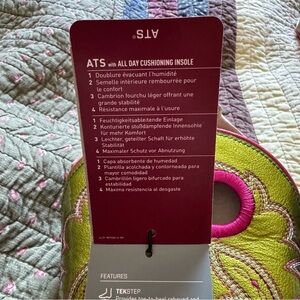 ATS
ATS with ALL DAY CUSHIONING INSOLE
1 Doublure évacuant l'humidité
2 Semelle intérieure rembourrée pour
le confort
3 Cambrion fourchu léger offrant une
grande stabilité
4 Résistance maximale à l'usure
1 Feuchtigkeitsableitende Einlage
2 Konturierte stoßdämpfende Innensohle
für mehr Komfort
3 Leichter, geteilter Schaft für erhöhte
Stabilität
4 Maximaler Schutz vor Abnutzung
1 Capa absorbente de humedad
2 Plantilla acolchada y contorneada para
mayor comodidad
3 Cambrillón ligero bifurcado para
estabilidad
4 Máxima resistencia al desgaste
FEATURES
TEKSTEP